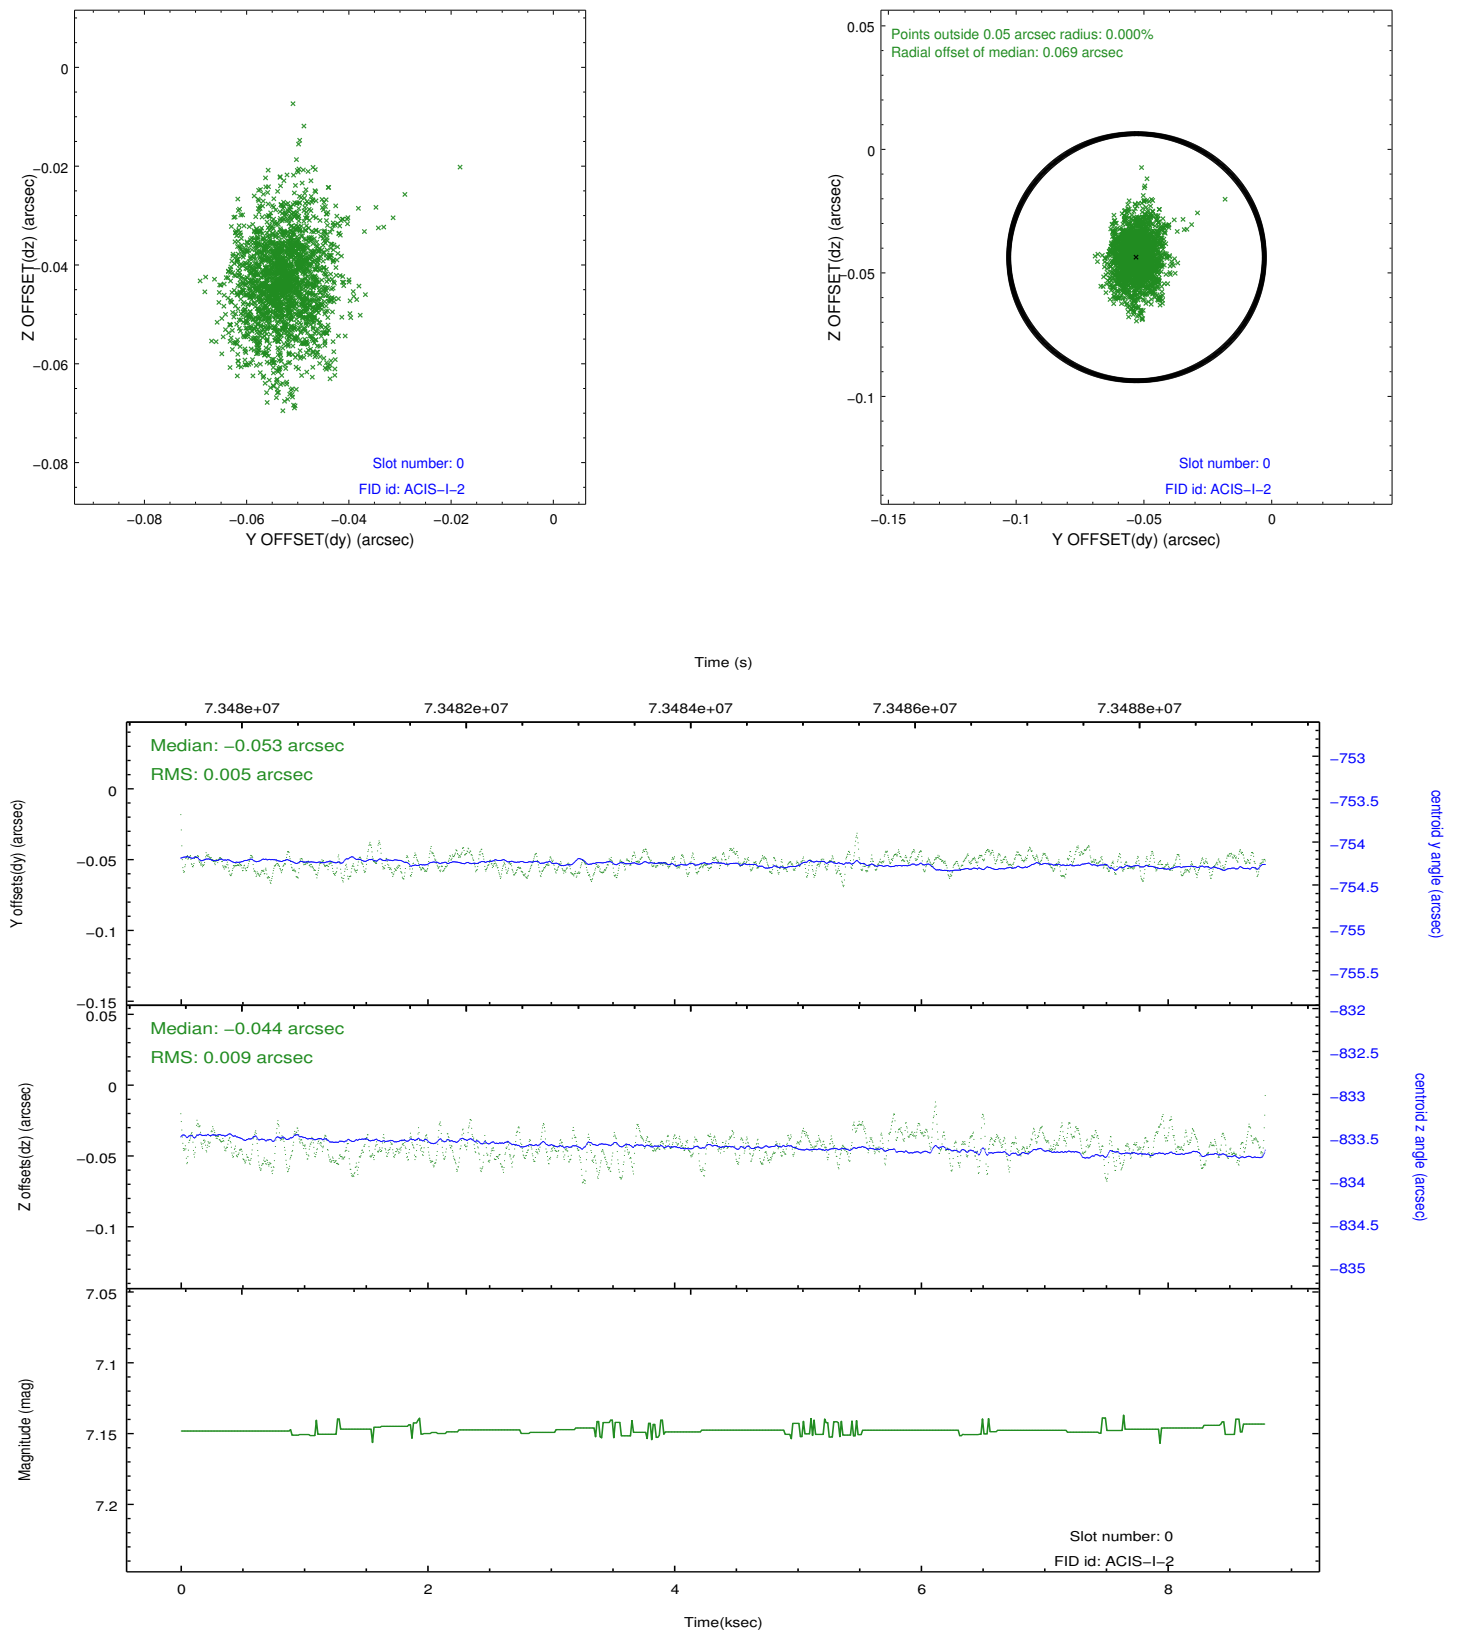 0
−0.02
−0.04
−0.06
−0.08
Z OFFSET(dz) (arcsec)
Slot number: 0
FID id: ACIS−I−2
−0.08
−0.06
−0.04
−0.02
0
Y OFFSET(dy) (arcsec)
Points outside 0.05 arcsec radius: 0.000%
Radial offset of median: 0.069 arcsec
0.05
0
−0.05
−0.1
Z OFFSET(dz) (arcsec)
Slot number: 0
FID id: ACIS−I−2
−0.15
−0.1
−0.05
0
Y OFFSET(dy) (arcsec)
Time (s)
7.348e+07
7.3482e+07
7.3484e+07
7.3486e+07
7.3488e+07
Median: −0.053 arcsec
RMS: 0.005 arcsec
0
−0.05
−0.1
−0.15
Y offsets(dy) (arcsec)
−753
−753.5
−754
−754.5
−755
−755.5
centroid y angle (arcsec)
Median: −0.044 arcsec
RMS: 0.009 arcsec
0.05
0
−0.05
−0.1
Z offsets(dz) (arcsec)
−832
−832.5
−833
−833.5
−834
−834.5
−835
centroid z angle (arcsec)
7.05
7.1
7.15
7.2
Magnitude (mag)
Slot number: 0
FID id: ACIS−I−2
0
2
4
6
8
Time(ksec)